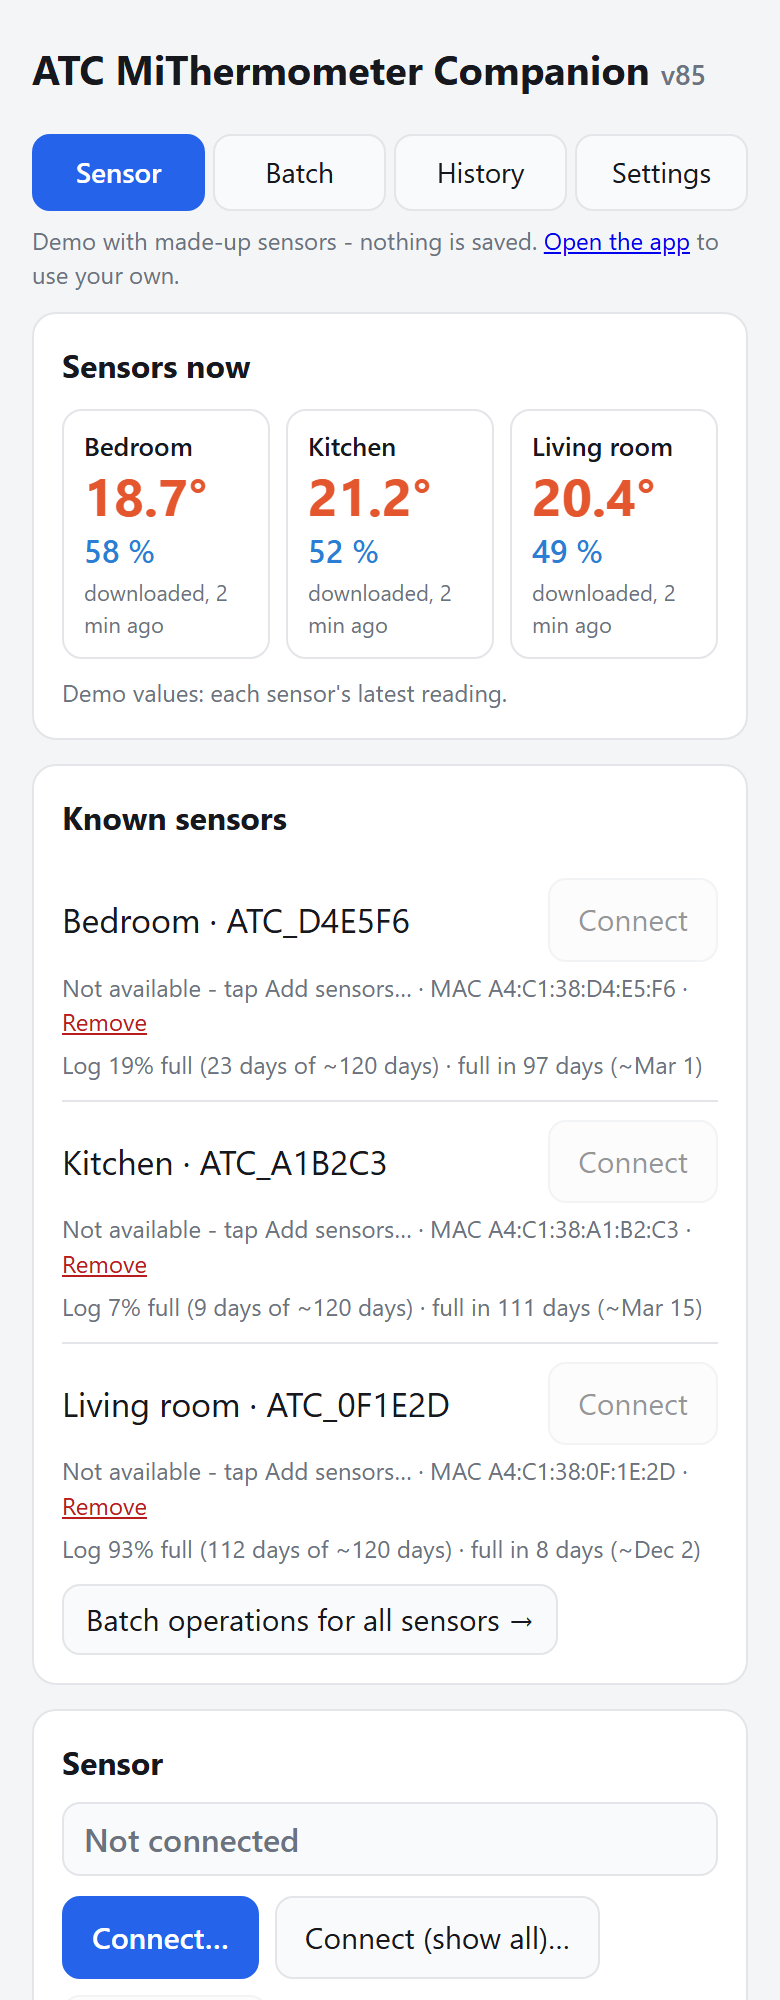 ATC MiThermometer Companion v85
Sensor Batch History Settings
Demo with made-up sensors - nothing is saved. Open the app to
use your own.
Sensors now
Bedroom
18.7°
58 %
downloaded, 2
min ago
Kitchen
21.2°
52 %
downloaded, 2
min ago
Living room
20.4°
49 %
downloaded, 2
min ago
Demo values: each sensor's latest reading.
Known sensors
Bedroom · ATC_D4E5F6 Connect
Not available - tap Add sensors... · MAC A4:C1:38:D4:E5:F6 ·
Remove
Log 19% full (23 days of ~120 days) · full in 97 days (~Mar 1)
Kitchen · ATC_A1B2C3 Connect
Not available - tap Add sensors... · MAC A4:C1:38:A1:B2:C3 ·
Remove
Log 7% full (9 days of ~120 days) · full in 111 days (~Mar 15)
Living room · ATC_0F1E2D Connect
Not available - tap Add sensors... · MAC A4:C1:38:0F:1E:2D ·
Remove
Log 93% full (112 days of ~120 days) · full in 8 days (~Dec 2)
Batch operations for all sensors →
Sensor
Not connected
Connect... Connect (show all)...